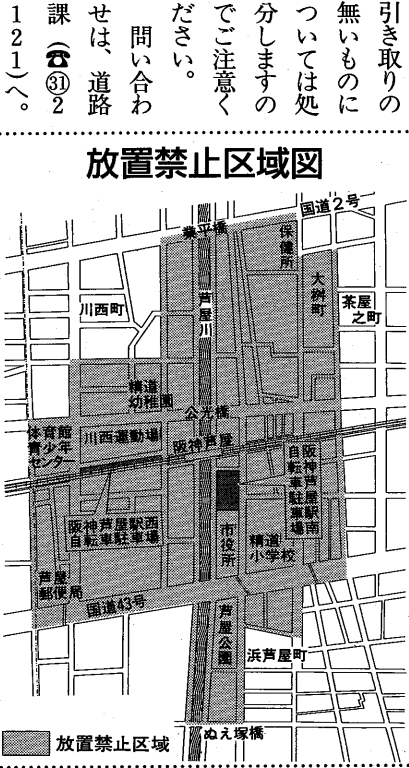 引き取りの
無いものに
ついては処
分しますの
でご注意く
ださい。
問い合わ
せは、道路
課(☎㉛2
121)へ。
放置禁止区域図
国道2号
業平橋
保健所
大桝町
茶屋
之町
芦屋川
川西町
精道
幼稚園
公光橋
体育館
青少年
センター
川西運動場
阪神芦屋
阪神芦屋駅南
自転車駐車場
阪神芦屋駅西
自転車駐車場
市役所
精道
小学校
芦屋
郵便局
国道43号
芦屋公園
浜芦屋町
ぬえ塚橋
放置禁止区域